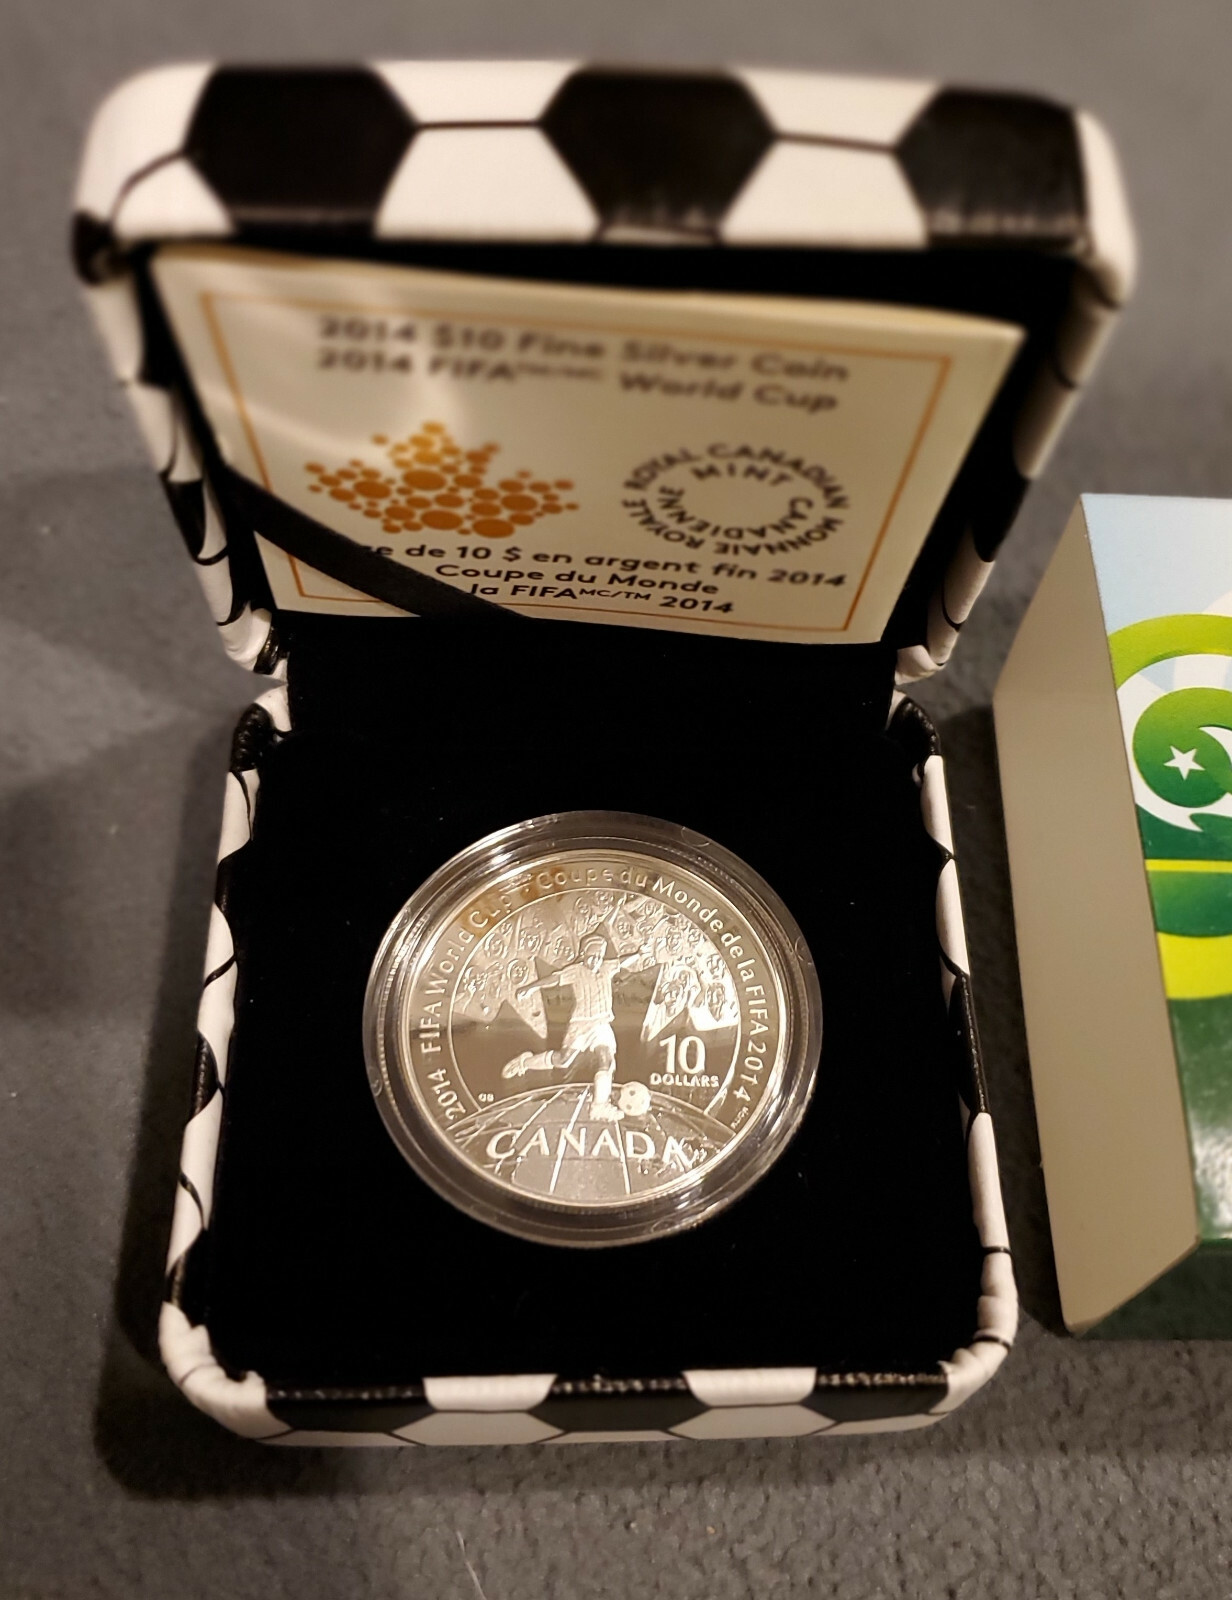 2014 $10 Fine Silver Coin
2014 FIFA World Cup
ROYAL CANADIAN MINT
MONNAIE ROYALE CANADIENNE
de 10 $ en argent fin 2014
Coupe du Monde
la FIFAMC/TM 2014
2014 FIFA World Cup • Coupe du Monde de la FIFA 2014
10
DOLLARS
GB
CANADA